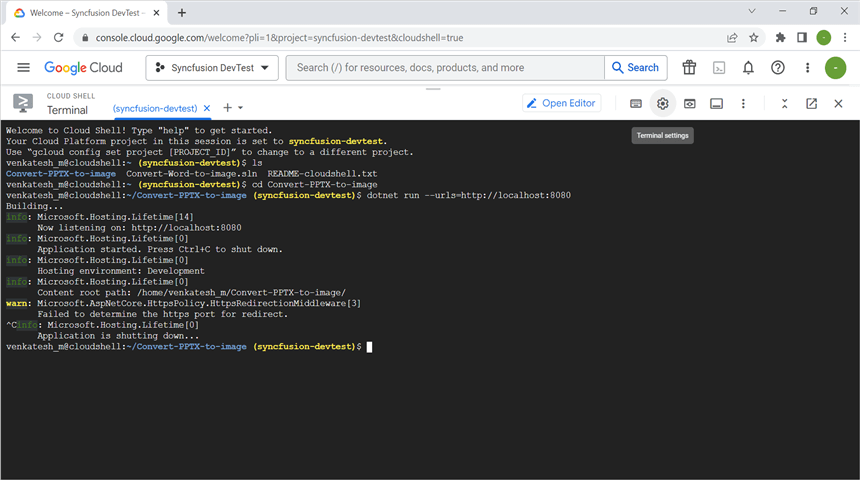 Welcome – Syncfusion DevTest –
console.cloud.google.com/welcome?pli=1&project=syncfusion-devtest&cloudshell=true
Google Cloud
Syncfusion DevTest
Search (/) for resources, docs, products, and more
Search
CLOUD SHELL
Terminal
(syncfusion-devtest)
Open Editor
Terminal settings
Welcome to Cloud Shell! Type "help" to get started.
Your Cloud Platform project in this session is set to syncfusion-devtest.
Use “gcloud config set project [PROJECT_ID]” to change to a different project.
venkatesh_m@cloudshell:~ (syncfusion-devtest)$ ls
Convert-PPTX-to-image  Convert-Word-to-image.sln  README-cloudshell.txt
venkatesh_m@cloudshell:~ (syncfusion-devtest)$ cd Convert-PPTX-to-image
venkatesh_m@cloudshell:~/Convert-PPTX-to-image (syncfusion-devtest)$ dotnet run --urls=http://localhost:8080
Building...
info: Microsoft.Hosting.Lifetime[14]
Now listening on: http://localhost:8080
info: Microsoft.Hosting.Lifetime[0]
Application started. Press Ctrl+C to shut down.
info: Microsoft.Hosting.Lifetime[0]
Hosting environment: Development
info: Microsoft.Hosting.Lifetime[0]
Content root path: /home/venkatesh_m/Convert-PPTX-to-image/
warn: Microsoft.AspNetCore.HttpsPolicy.HttpsRedirectionMiddleware[3]
Failed to determine the https port for redirect.
^Cinfo: Microsoft.Hosting.Lifetime[0]
Application is shutting down...
venkatesh_m@cloudshell:~/Convert-PPTX-to-image (syncfusion-devtest)$